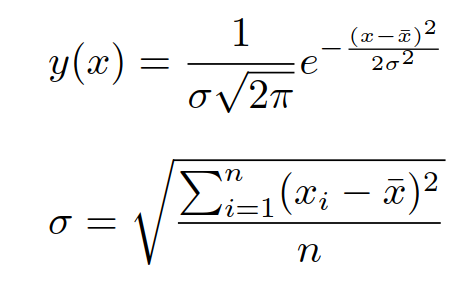 y(x) = \frac{1}{\sigma\sqrt{2\pi}} e^{-\frac{(x-\bar{x})^2}{2\sigma^2}}
\sigma = \sqrt{\frac{\sum_{i=1}^{n}(x_i - \bar{x})^2}{n}}